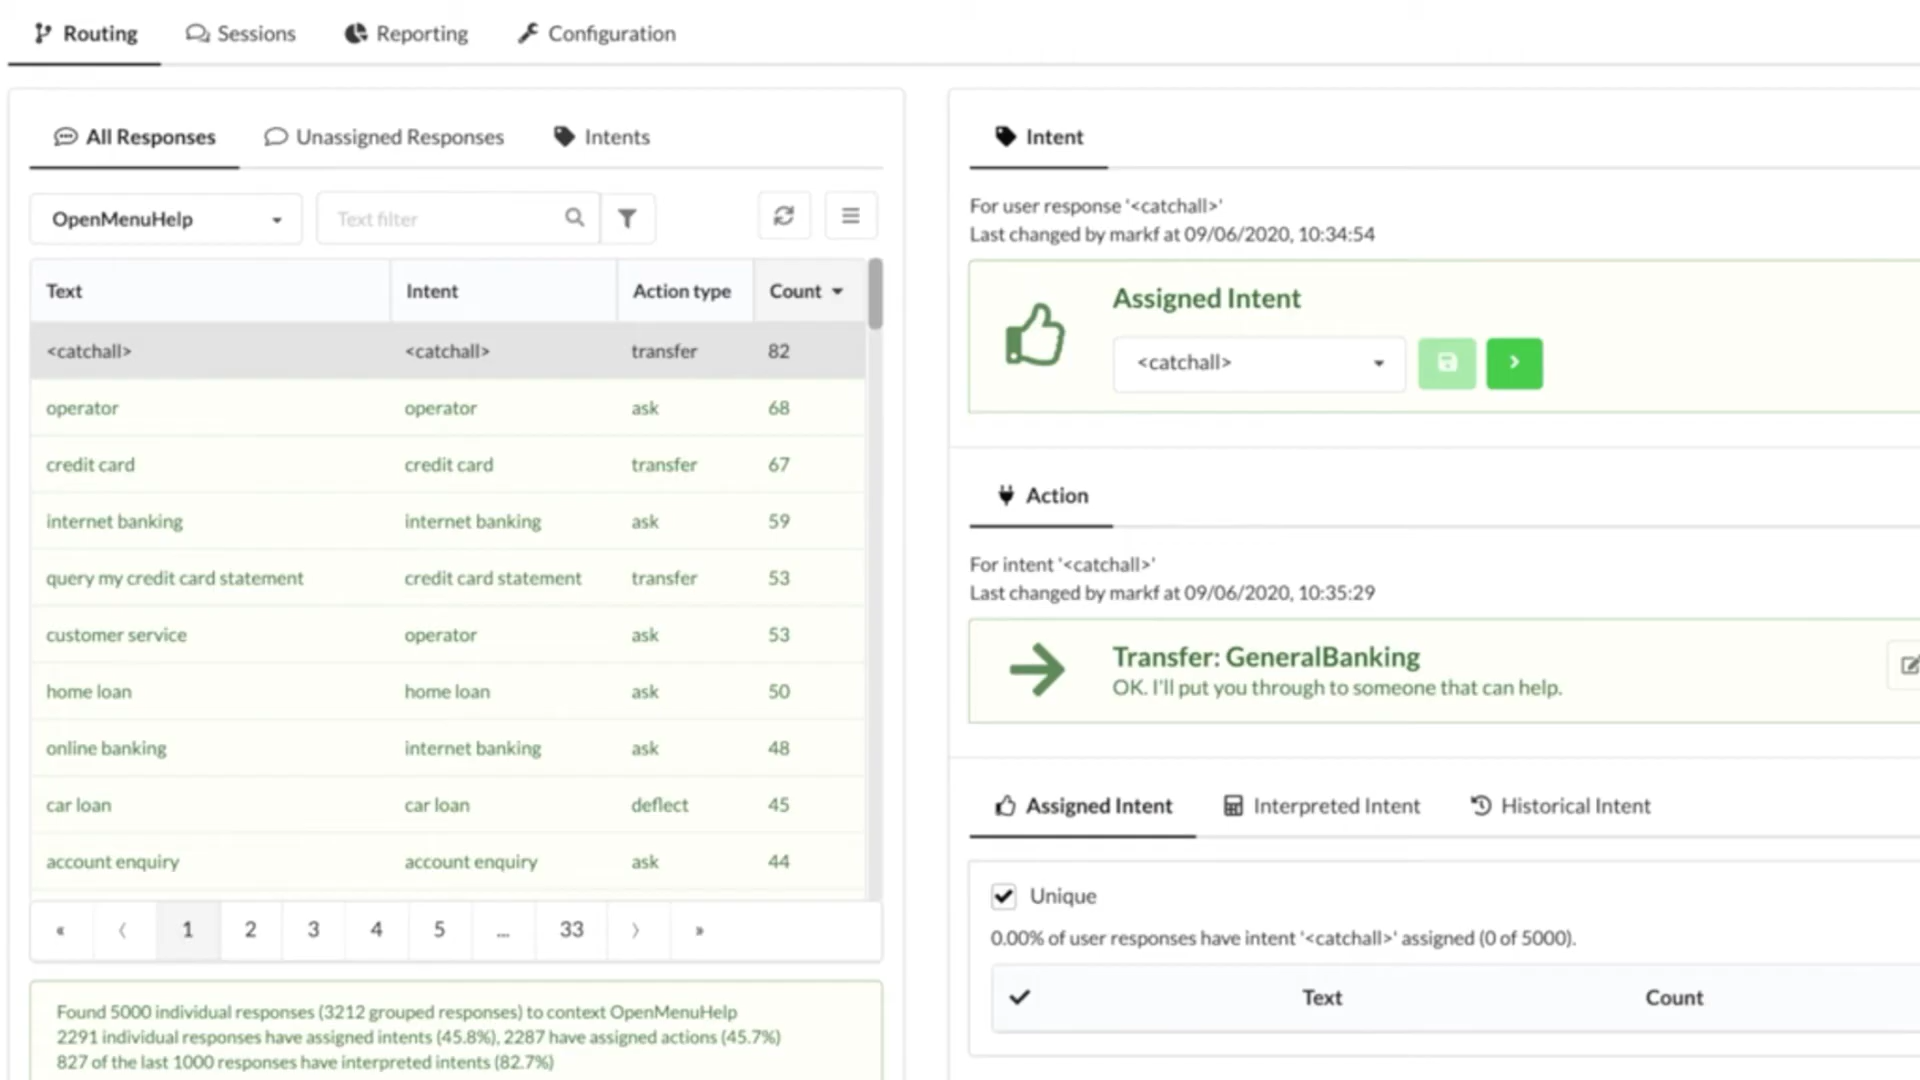 Routing Sessions Reporting Configuration
All Responses Unassigned Responses Intents
OpenMenuHelp Text filter
Text Intent Action type Count
<catchall> <catchall> transfer 82
operator operator ask 68
credit card credit card transfer 67
internet banking internet banking ask 59
query my credit card statement credit card statement transfer 53
customer service operator ask 53
home loan home loan ask 50
online banking internet banking ask 48
car loan car loan deflect 45
account enquiry account enquiry ask 44
« 〈 1 2 3 4 5 ... 33 〉 »
Found 5000 individual responses (3212 grouped responses) to context OpenMenuHelp
2291 individual responses have assigned intents (45.8%), 2287 have assigned actions (45.7%)
827 of the last 1000 responses have interpreted intents (82.7%)
Intent
For user response '<catchall>'
Last changed by markf at 09/06/2020, 10:34:54
Assigned Intent
<catchall>
Action
For intent '<catchall>'
Last changed by markf at 09/06/2020, 10:35:29
Transfer: GeneralBanking
OK. I'll put you through to someone that can help.
Assigned Intent Interpreted Intent Historical Intent
Unique
0.00% of user responses have intent '<catchall>' assigned (0 of 5000).
Text Count